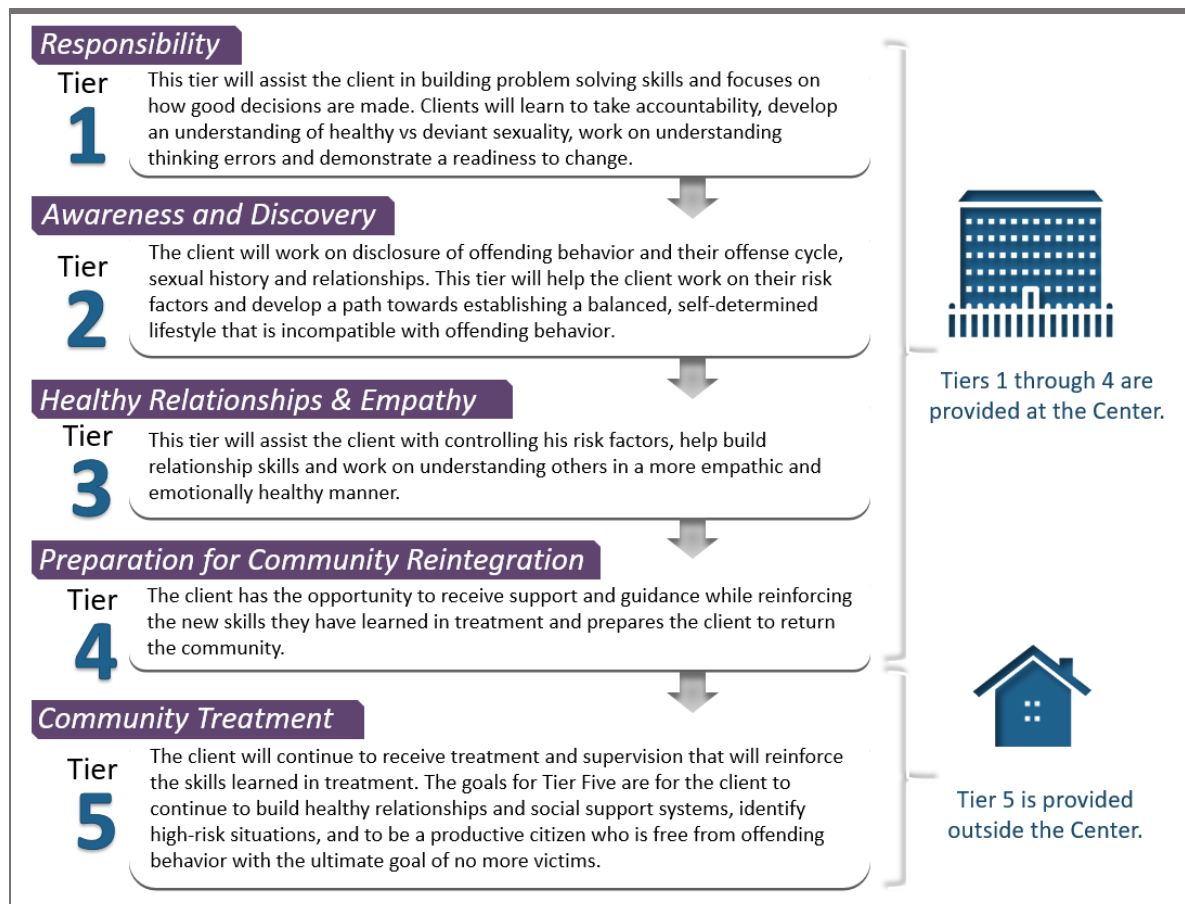 Responsibility
Tier
1
This tier will assist the client in building problem solving skills and focuses on
how good decisions are made. Clients will learn to take accountability, develop
an understanding of healthy vs deviant sexuality, work on understanding
thinking errors and demonstrate a readiness to change.
Awareness and Discovery
Tier
2
The client will work on disclosure of offending behavior and their offense cycle,
sexual history and relationships. This tier will help the client work on their risk
factors and develop a path towards establishing a balanced, self-determined
lifestyle that is incompatible with offending behavior.
Healthy Relationships & Empathy
Tier
3
This tier will assist the client with controlling his risk factors, help build
relationship skills and work on understanding others in a more empathic and
emotionally healthy manner.
Preparation for Community Reintegration
Tier
4
The client has the opportunity to receive support and guidance while reinforcing
the new skills they have learned in treatment and prepares the client to return
the community.
Community Treatment
Tier
5
The client will continue to receive treatment and supervision that will reinforce
the skills learned in treatment. The goals for Tier Five are for the client to
continue to build healthy relationships and social support systems, identify
high-risk situations, and to be a productive citizen who is free from offending
behavior with the ultimate goal of no more victims.
Tiers 1 through 4 are
provided at the Center.
Tier 5 is provided
outside the Center.